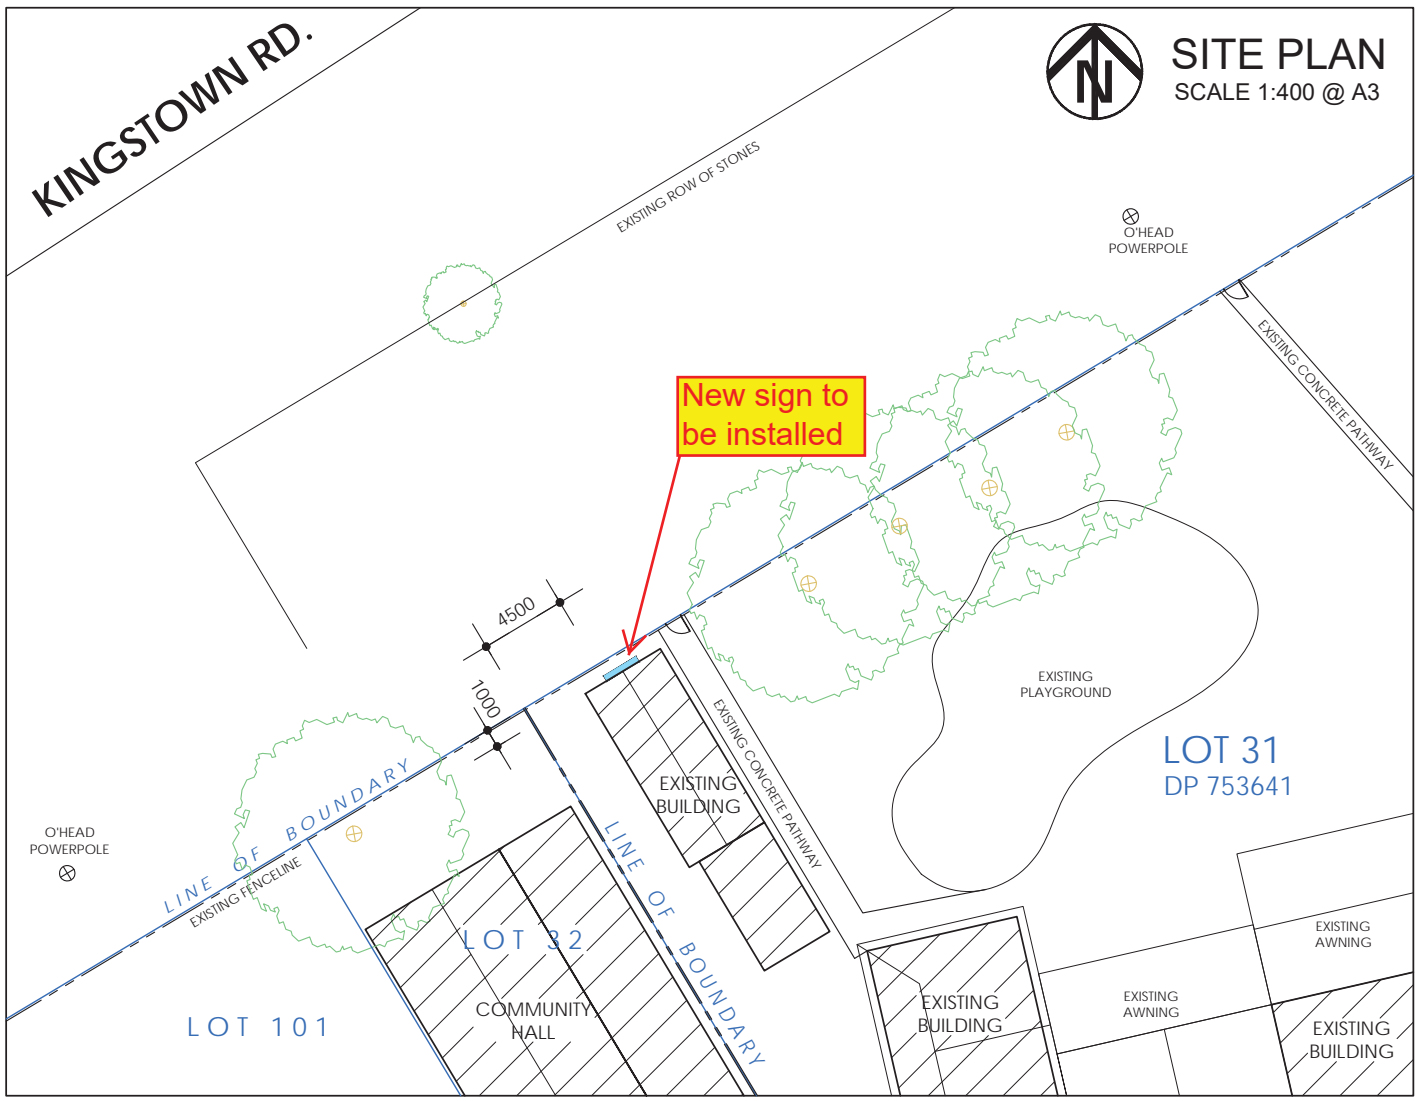 KINGSTOWN RD.
N
SITE PLAN
SCALE 1:400 @ A3
EXISTING ROW OF STONES
O'HEAD
POWERPOLE
EXISTING CONCRETE PATHWAY
New sign to
be installed
4500
1000
EXISTING
PLAYGROUND
LOT 31
DP 753641
EXISTING CONCRETE PATHWAY
EXISTING
BUILDING
LINE OF BOUNDARY
EXISTING FENCELINE
O'HEAD
POWERPOLE
LINE OF BOUNDARY
LOT 32
COMMUNITY
HALL
LOT 101
EXISTING
BUILDING
EXISTING
AWNING
EXISTING
AWNING
EXISTING
BUILDING